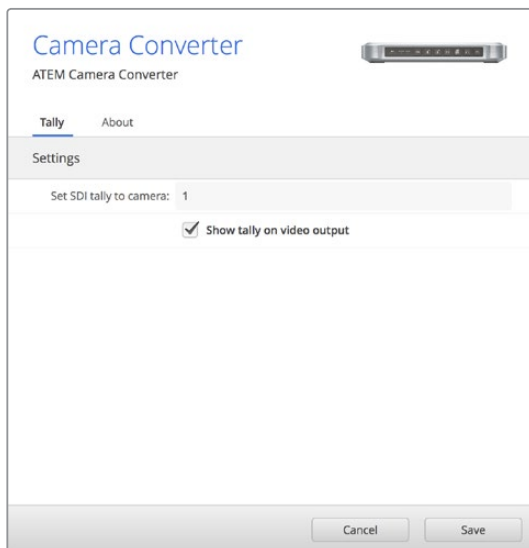 Camera Converter
ATEM Camera Converter
Tally About
Settings
Set SDI tally to camera: 1
Show tally on video output
Cancel Save